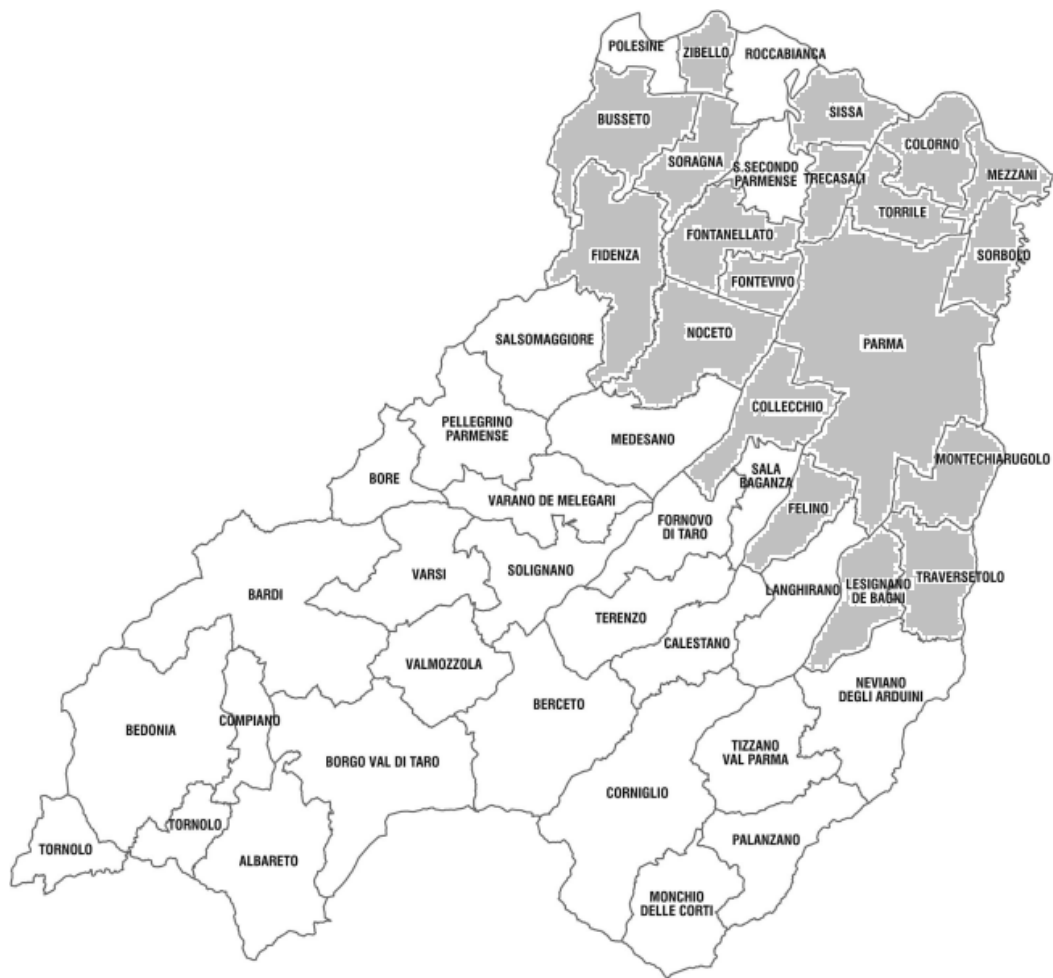 POLESINE
ZIBELLO
ROCCABIANCA
BUSSETO
SISSA
COLORNO
SORAGNA
S.SECONDO
PARMENSE
TRECASALI
MEZZANI
TORRILE
FONTANELLATO
FIDENZA
SORBOLO
FONTEVIVO
NOCETO
SALSOMAGGIORE
PARMA
COLLECCHIO
PELLEGRINO
PARMENSE
MEDESANO
MONTECHIARUGOLO
BORE
SALA
BAGANZA
VARANO DE MELEGARI
FELINO
FORNOVO
DI TARO
VARSI
SOLIGNANO
BARDI
LANGHIRANO
LESIGNANO
DE BAGNI
TRAVERSETOLO
TERENZO
CALESTANO
VALMOZZOLA
NEVIANO
DEGLI ARDUINI
BERCETO
COMPIANO
BEDONIA
TIZZANO
VAL PARMA
BORGO VAL DI TARO
CORNIGLIO
TORNOLO
PALANZANO
TORNOLO
ALBARETO
MONCHIO
DELLE CORTI